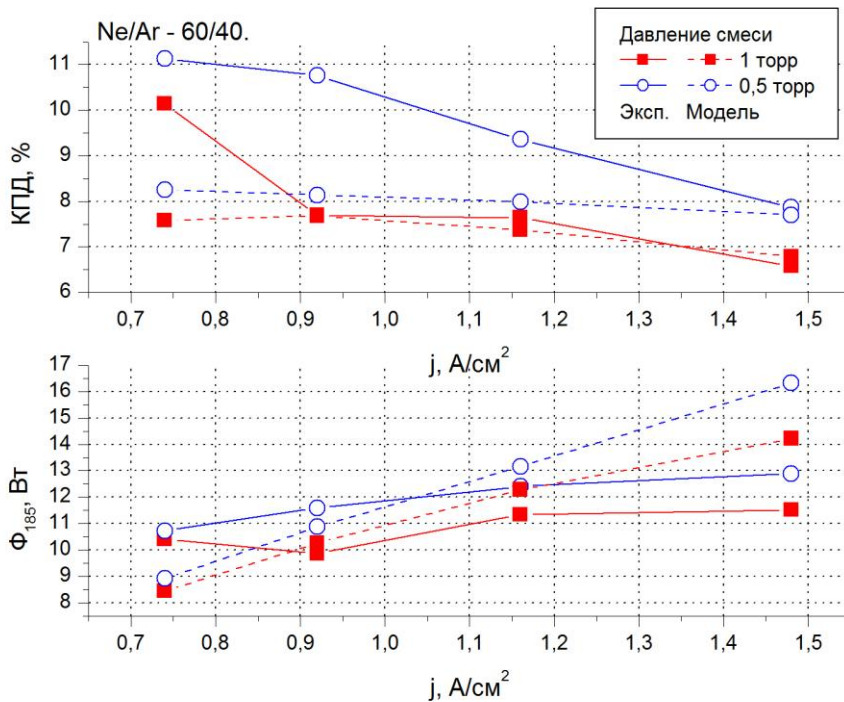 Ne/Ar - 60/40.
Давление смеси
1 торр
0,5 торр
Эксп. Модель
КПД, %
11
10
9
8
7
6
0,7 0,8 0,9 1,0 1,1 1,2 1,3 1,4 1,5
j, А/см²
Ф₁₈₅, Вт
17
16
15
14
13
12
11
10
9
8
0,7 0,8 0,9 1,0 1,1 1,2 1,3 1,4 1,5
j, А/см²